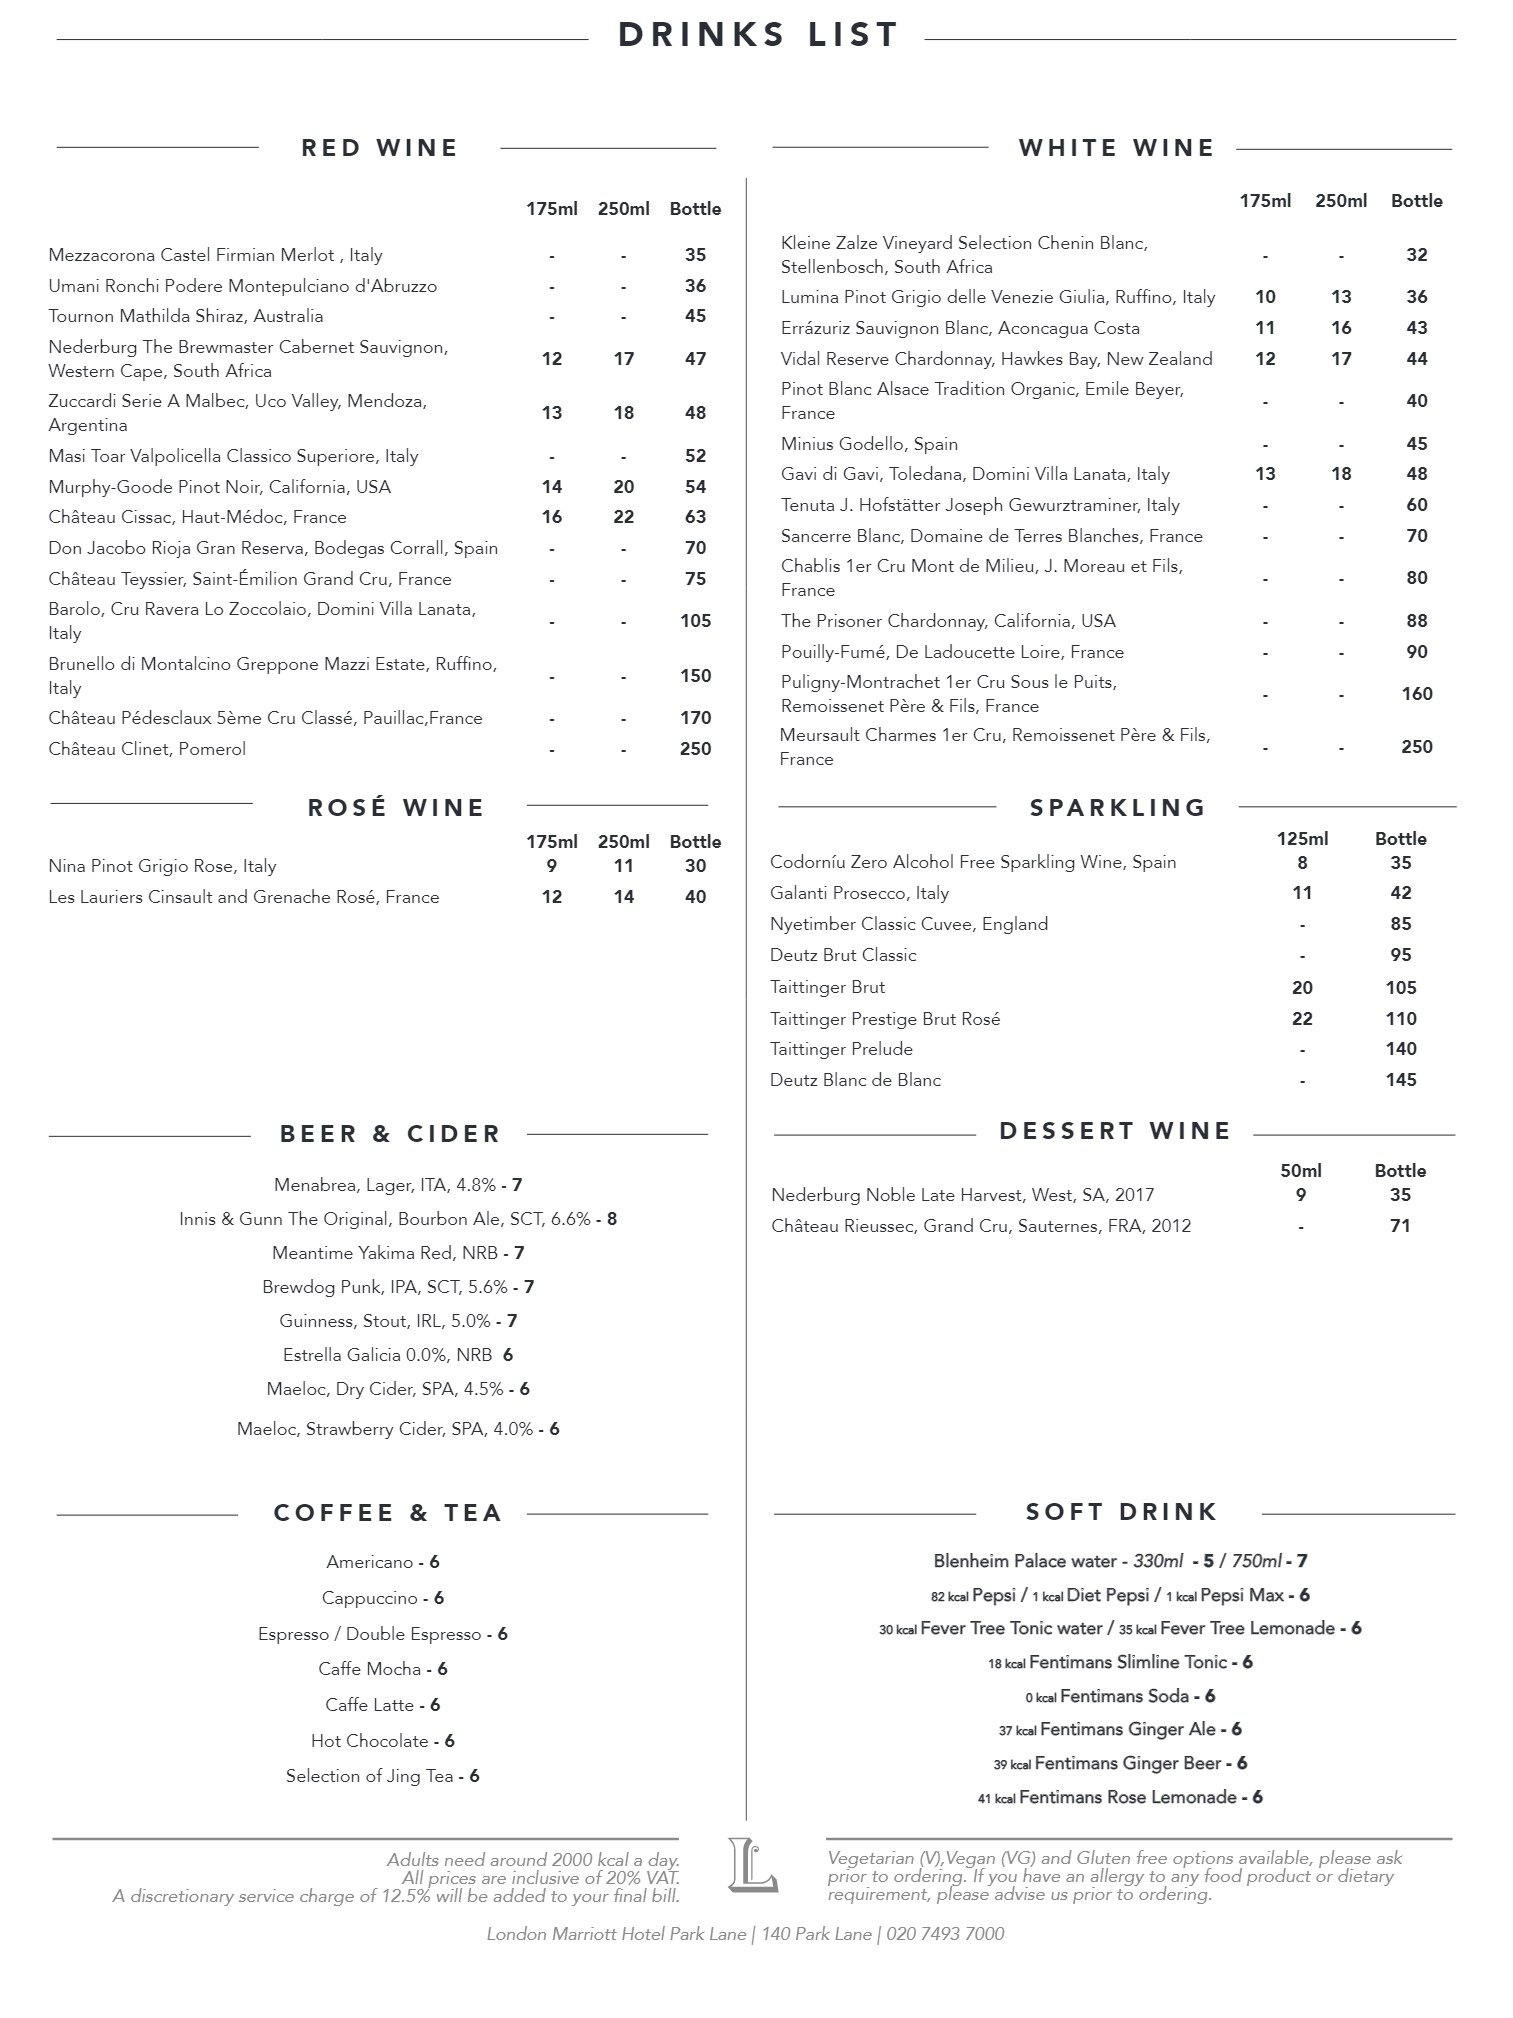 DRINKS LIST
RED WINE
175ml 250ml Bottle
Mezzacorona Castel Firmian Merlot , Italy - - 35
Umani Ronchi Podere Montepulciano d'Abruzzo - - 36
Tournon Mathilda Shiraz, Australia - - 45
Nederburg The Brewmaster Cabernet Sauvignon,
Western Cape, South Africa 12 17 47
Zuccardi Serie A Malbec, Uco Valley, Mendoza,
Argentina 13 18 48
Masi Toar Valpolicella Classico Superiore, Italy - - 52
Murphy-Goode Pinot Noir, California, USA 14 20 54
Château Cissac, Haut-Médoc, France 16 22 63
Don Jacobo Rioja Gran Reserva, Bodegas Corrall, Spain - - 70
Château Teyssier, Saint-Émilion Grand Cru, France - - 75
Barolo, Cru Ravera Lo Zoccolaio, Domini Villa Lanata,
Italy - - 105
Brunello di Montalcino Greppone Mazzi Estate, Ruffino,
Italy - - 150
Château Pédesclaux 5ème Cru Classé, Pauillac,France - - 170
Château Clinet, Pomerol - - 250
ROSÉ WINE
175ml 250ml Bottle
Nina Pinot Grigio Rose, Italy 9 11 30
Les Lauriers Cinsault and Grenache Rosé, France 12 14 40
BEER & CIDER
Menabrea, Lager, ITA, 4.8% - 7
Innis & Gunn The Original, Bourbon Ale, SCT, 6.6% - 8
Meantime Yakima Red, NRB - 7
Brewdog Punk, IPA, SCT, 5.6% - 7
Guinness, Stout, IRL, 5.0% - 7
Estrella Galicia 0.0%, NRB 6
Maeloc, Dry Cider, SPA, 4.5% - 6
Maeloc, Strawberry Cider, SPA, 4.0% - 6
COFFEE & TEA
Americano - 6
Cappuccino - 6
Espresso / Double Espresso - 6
Caffe Mocha - 6
Caffe Latte - 6
Hot Chocolate - 6
Selection of Jing Tea - 6
WHITE WINE
175ml 250ml Bottle
Kleine Zalze Vineyard Selection Chenin Blanc,
Stellenbosch, South Africa - - 32
Lumina Pinot Grigio delle Venezie Giulia, Ruffino, Italy 10 13 36
Errázuriz Sauvignon Blanc, Aconcagua Costa 11 16 43
Vidal Reserve Chardonnay, Hawkes Bay, New Zealand 12 17 44
Pinot Blanc Alsace Tradition Organic, Emile Beyer,
France - - 40
Minius Godello, Spain - - 45
Gavi di Gavi, Toledana, Domini Villa Lanata, Italy 13 18 48
Tenuta J. Hofstätter Joseph Gewurztraminer, Italy - - 60
Sancerre Blanc, Domaine de Terres Blanches, France - - 70
Chablis 1er Cru Mont de Milieu, J. Moreau et Fils,
France - - 80
The Prisoner Chardonnay, California, USA - - 88
Pouilly-Fumé, De Ladoucette Loire, France - - 90
Puligny-Montrachet 1er Cru Sous le Puits,
Remoissenet Père & Fils, France - - 160
Meursault Charmes 1er Cru, Remoissenet Père & Fils,
France - - 250
SPARKLING
125ml Bottle
Codorníu Zero Alcohol Free Sparkling Wine, Spain 8 35
Galanti Prosecco, Italy 11 42
Nyetimber Classic Cuvee, England - 85
Deutz Brut Classic - 95
Taittinger Brut 20 105
Taittinger Prestige Brut Rosé 22 110
Taittinger Prelude - 140
Deutz Blanc de Blanc - 145
DESSERT WINE
50ml Bottle
Nederburg Noble Late Harvest, West, SA, 2017 9 35
Château Rieussec, Grand Cru, Sauternes, FRA, 2012 - 71
SOFT DRINK
Blenheim Palace water - 330ml - 5 / 750ml - 7
82 kcal Pepsi / 1 kcal Diet Pepsi / 1 kcal Pepsi Max - 6
30 kcal Fever Tree Tonic water / 35 kcal Fever Tree Lemonade - 6
18 kcal Fentimans Slimline Tonic - 6
0 kcal Fentimans Soda - 6
37 kcal Fentimans Ginger Ale - 6
39 kcal Fentimans Ginger Beer - 6
41 kcal Fentimans Rose Lemonade - 6
Adults need around 2000 kcal a day.
All prices are inclusive of 20% VAT.
A discretionary service charge of 12.5% will be added to your final bill.
L
Vegetarian (V),Vegan (VG) and Gluten free options available, please ask
prior to ordering. If you have an allergy to any food product or dietary
requirement, please advise us prior to ordering.
London Marriott Hotel Park Lane | 140 Park Lane | 020 7493 7000